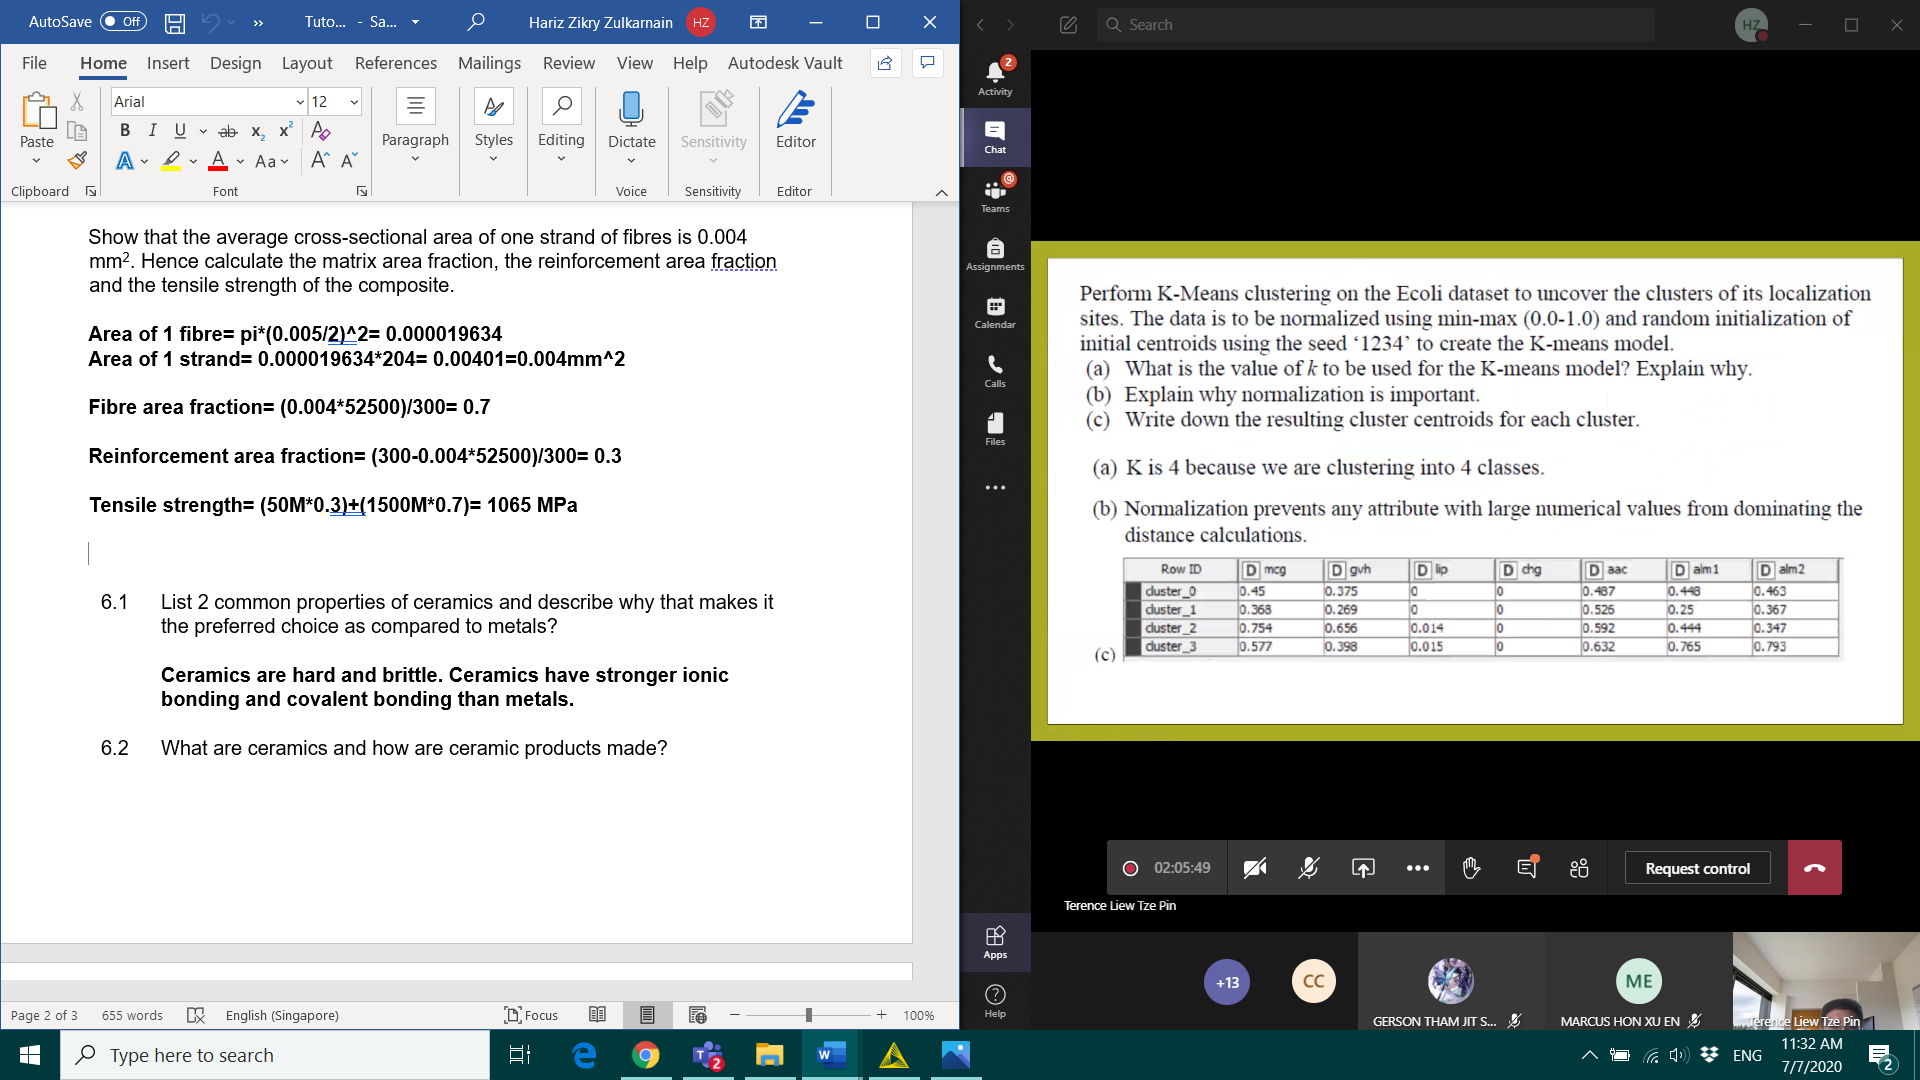 AutoSave Off Tuto... - Sa... Hariz Zikry Zulkarnain HZ
File Home Insert Design Layout References Mailings Review View Help Autodesk Vault
Arial 12
Paste Paragraph Styles Editing Dictate Sensitivity Editor
Clipboard Font Voice Sensitivity Editor
Show that the average cross-sectional area of one strand of fibres is 0.004
mm². Hence calculate the matrix area fraction, the reinforcement area fraction
and the tensile strength of the composite.
Area of 1 fibre= pi*(0.005/2)^2= 0.000019634
Area of 1 strand= 0.000019634*204= 0.00401=0.004mm^2
Fibre area fraction= (0.004*52500)/300= 0.7
Reinforcement area fraction= (300-0.004*52500)/300= 0.3
Tensile strength= (50M*0.3)+(1500M*0.7)= 1065 MPa
6.1 List 2 common properties of ceramics and describe why that makes it
the preferred choice as compared to metals?
Ceramics are hard and brittle. Ceramics have stronger ionic
bonding and covalent bonding than metals.
6.2 What are ceramics and how are ceramic products made?
Page 2 of 3 655 words English (Singapore) Focus 100%
Search HZ
2
Activity
Chat
@
Teams
Assignments
Calendar
Calls
Files
Apps
Help
Perform K-Means clustering on the Ecoli dataset to uncover the clusters of its localization
sites. The data is to be normalized using min-max (0.0-1.0) and random initialization of
initial centroids using the seed ‘1234’ to create the K-means model.
(a) What is the value of k to be used for the K-means model? Explain why.
(b) Explain why normalization is important.
(c) Write down the resulting cluster centroids for each cluster.
(a) K is 4 because we are clustering into 4 classes.
(b) Normalization prevents any attribute with large numerical values from dominating the
distance calculations.
Row ID D mcg D gvh D lip D chg D aac D alm1 D alm2
cluster_0 0.45 0.375 0 0 0.487 0.448 0.463
cluster_1 0.368 0.269 0 0 0.526 0.25 0.367
cluster_2 0.754 0.656 0.014 0 0.592 0.444 0.347
cluster_3 0.577 0.398 0.015 0 0.632 0.765 0.793
(c)
02:05:49 Request control
Terence Liew Tze Pin
+13 CC ME
GERSON THAM JIT S... MARCUS HON XU EN Terence Liew Tze Pin
Type here to search 2 ENG 11:32 AM
7/7/2020 2